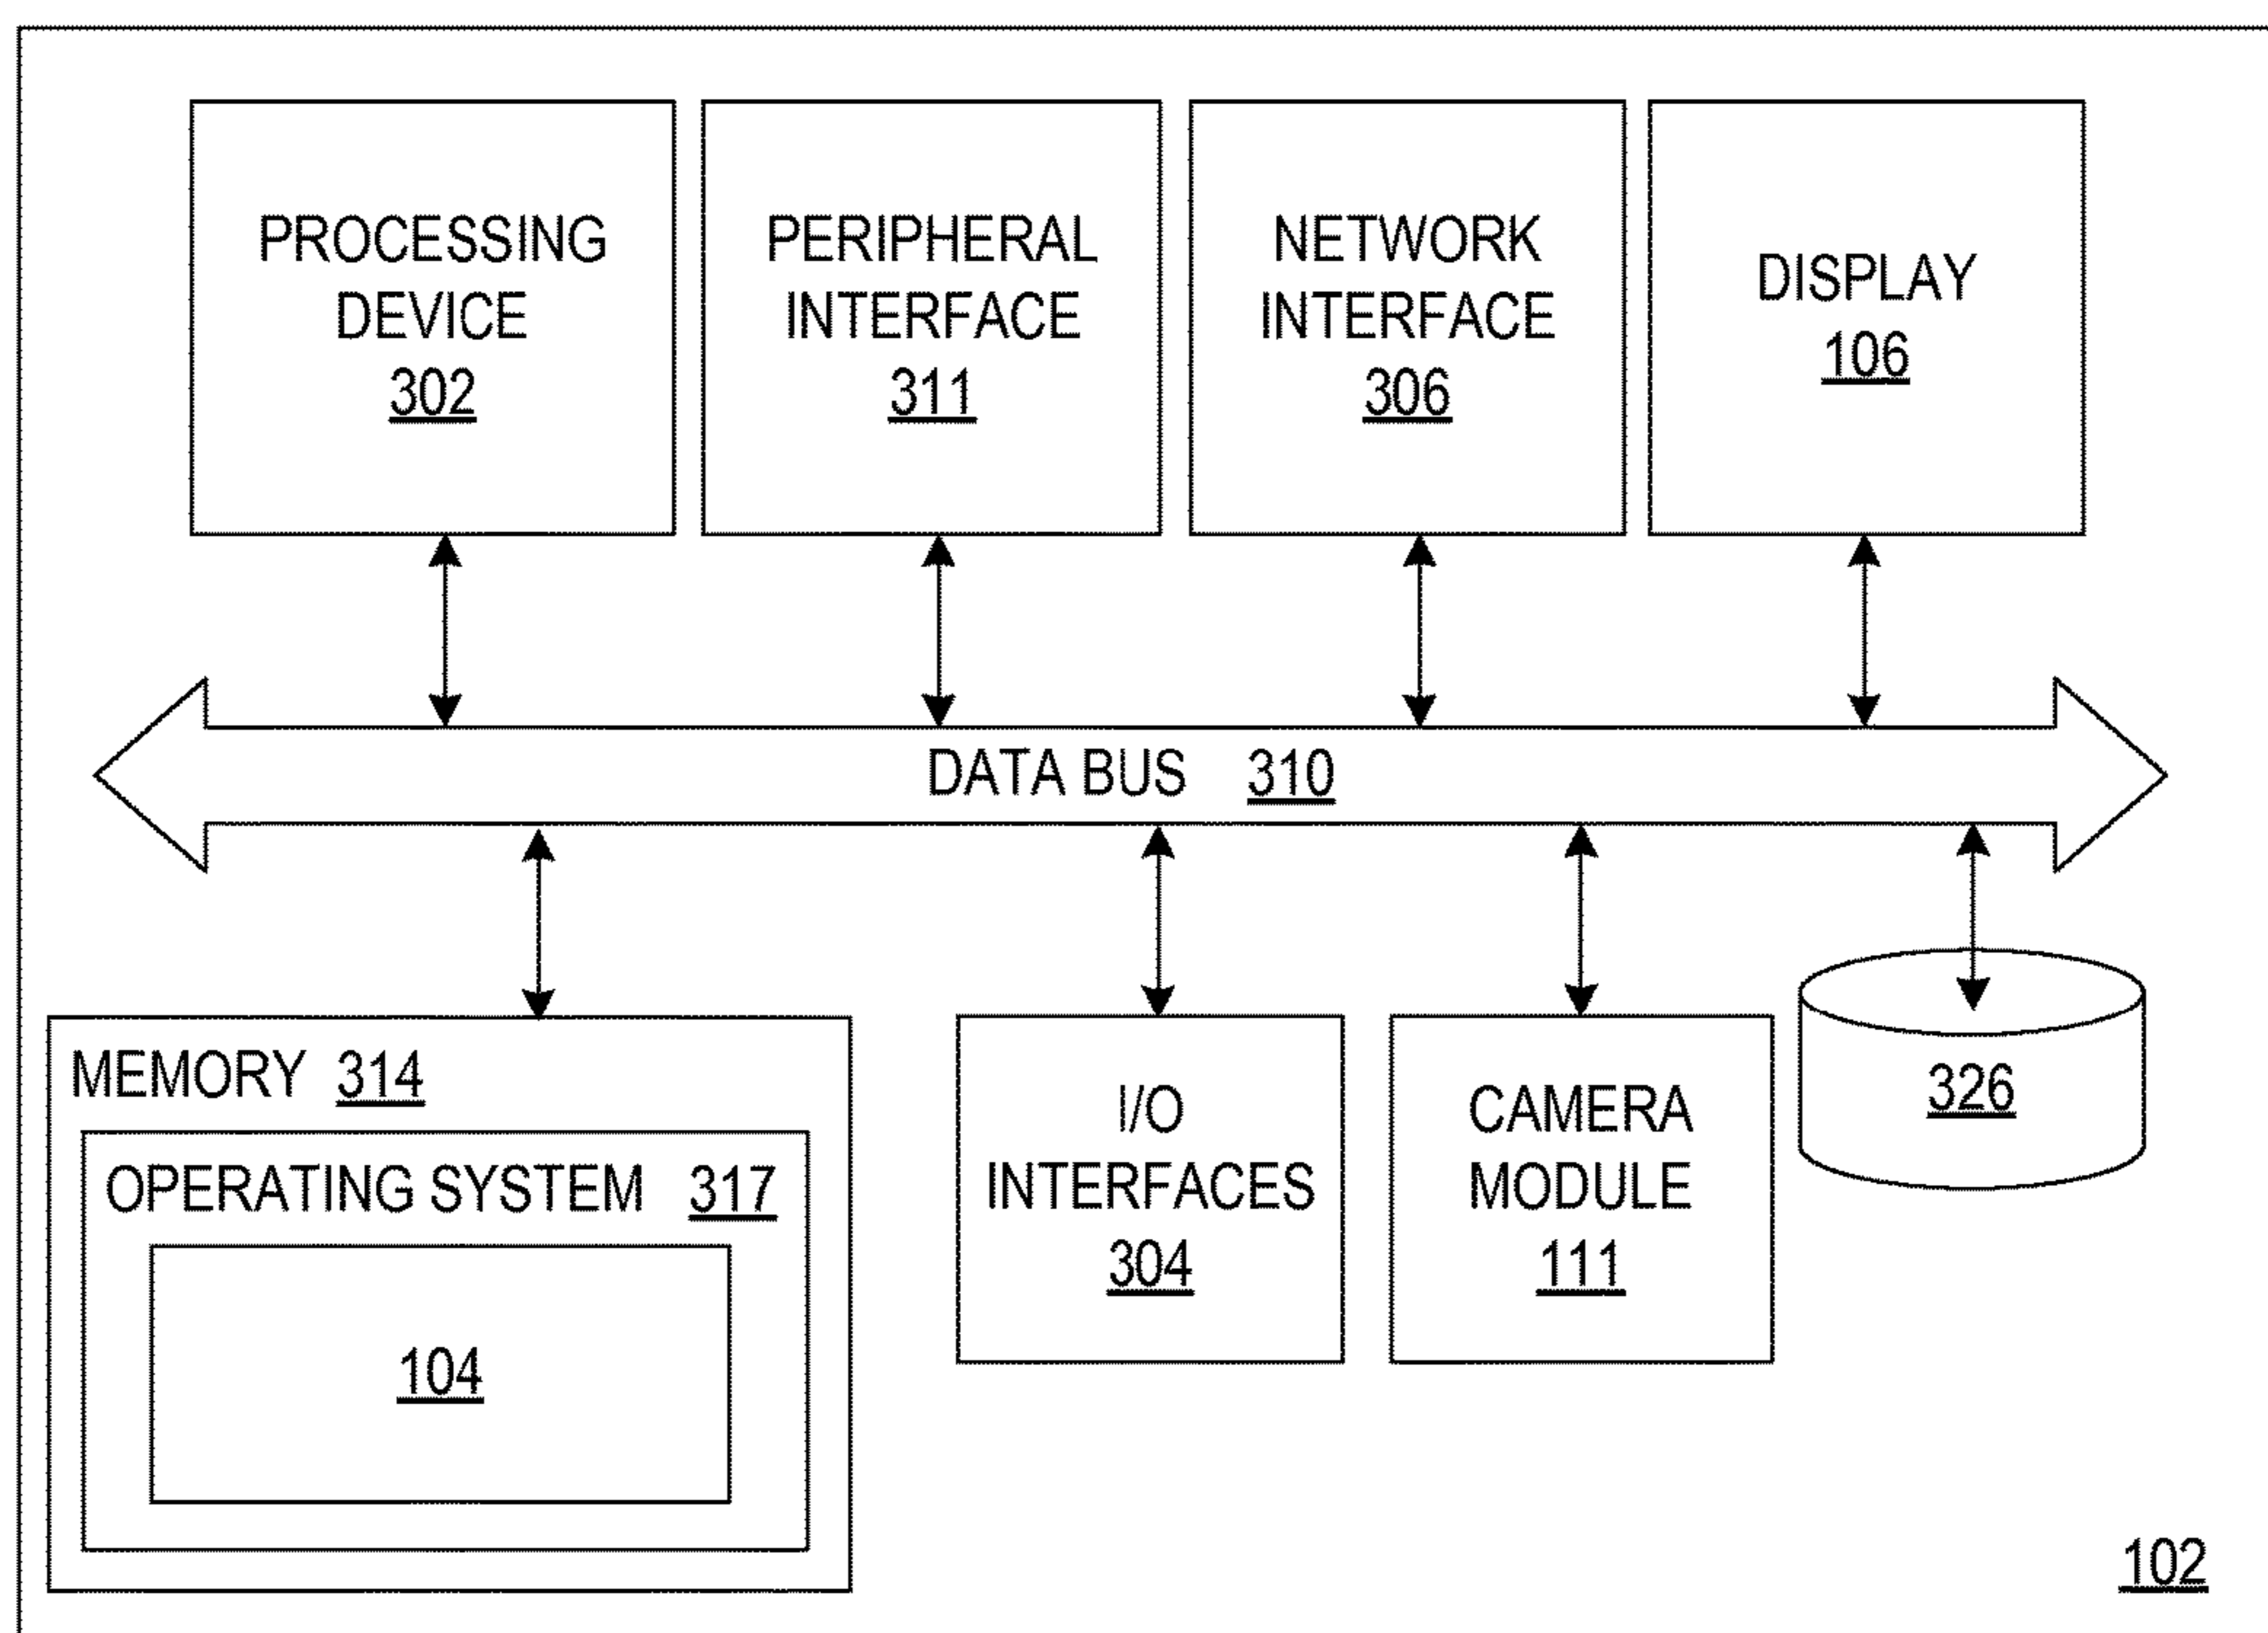 PROCESSING
DEVICE
302
PERIPHERAL
INTERFACE
311
NETWORK
INTERFACE
306
DISPLAY
106
DATA BUS 310
MEMORY 314
OPERATING SYSTEM 317
104
I/O
INTERFACES
304
CAMERA
MODULE
111
326
102